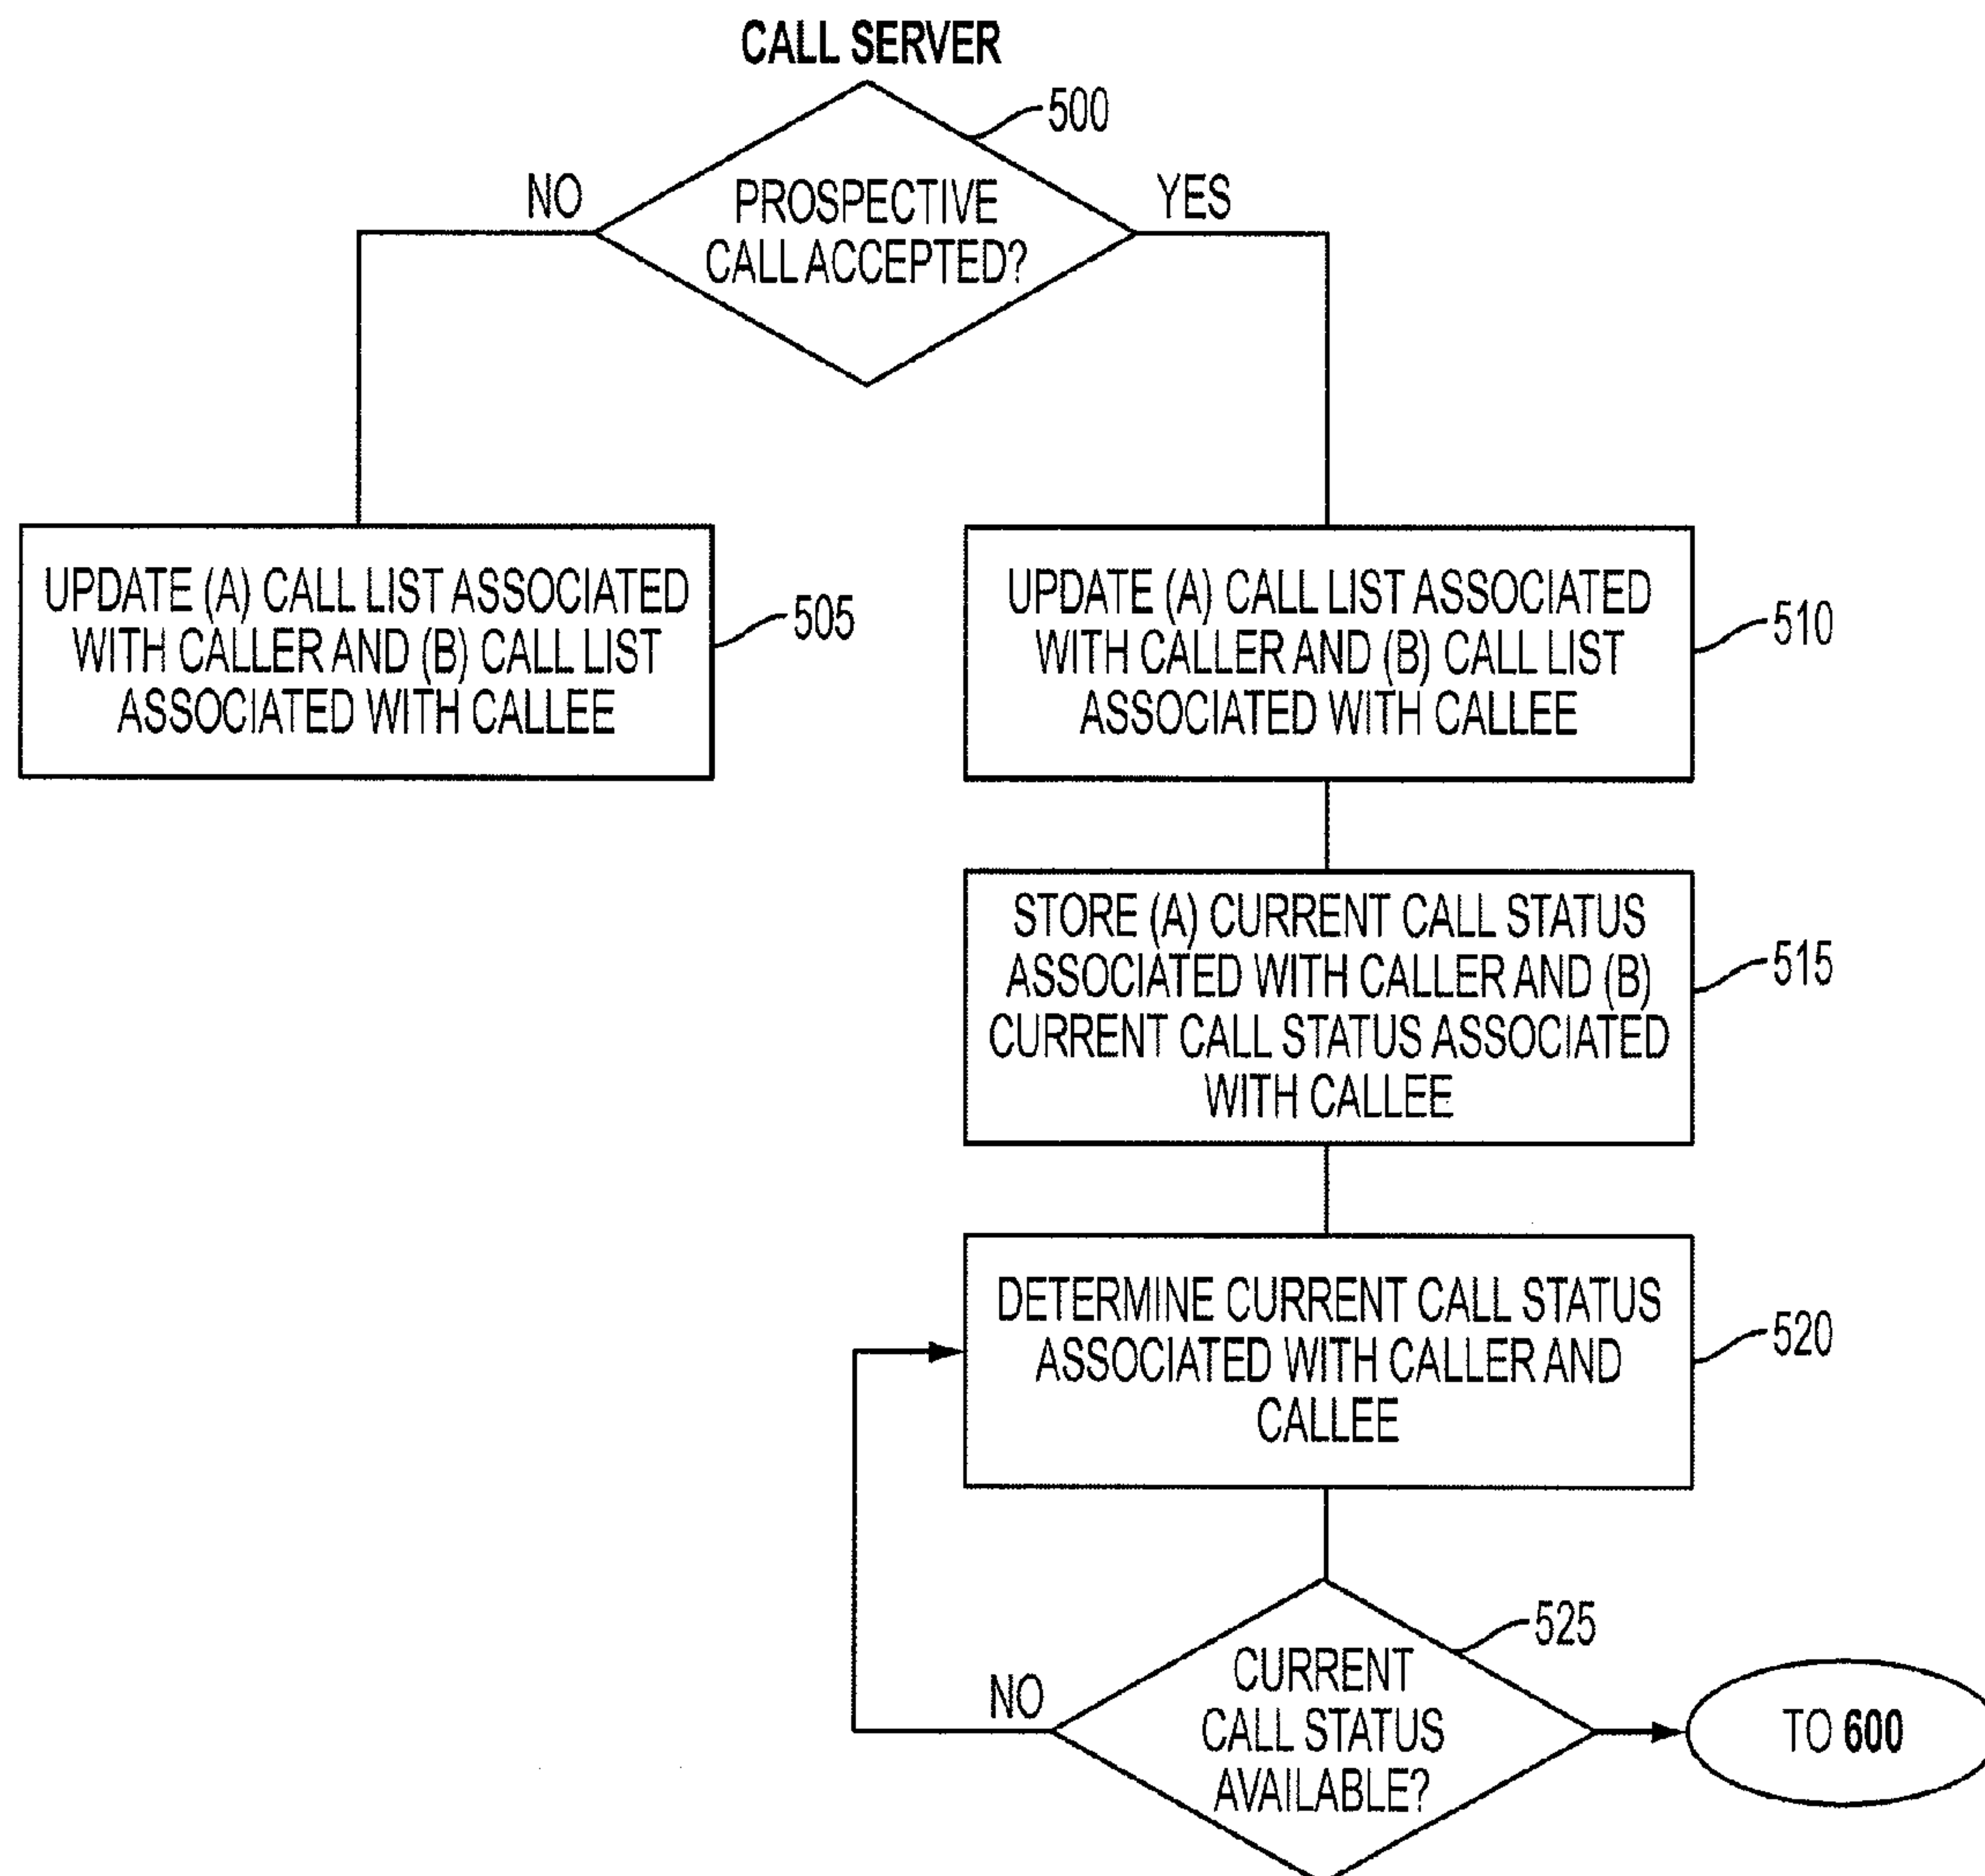 CALL SERVER
500
NO
YES
PROSPECTIVE
CALL ACCEPTED?
UPDATE (A) CALL LIST ASSOCIATED
WITH CALLER AND (B) CALL LIST
ASSOCIATED WITH CALLEE
505
UPDATE (A) CALL LIST ASSOCIATED
WITH CALLER AND (B) CALL LIST
ASSOCIATED WITH CALLEE
510
STORE (A) CURRENT CALL STATUS
ASSOCIATED WITH CALLER AND (B)
CURRENT CALL STATUS ASSOCIATED
WITH CALLEE
515
DETERMINE CURRENT CALL STATUS
ASSOCIATED WITH CALLER AND
CALLEE
520
525
NO
CURRENT
CALL STATUS
AVAILABLE?
TO 600